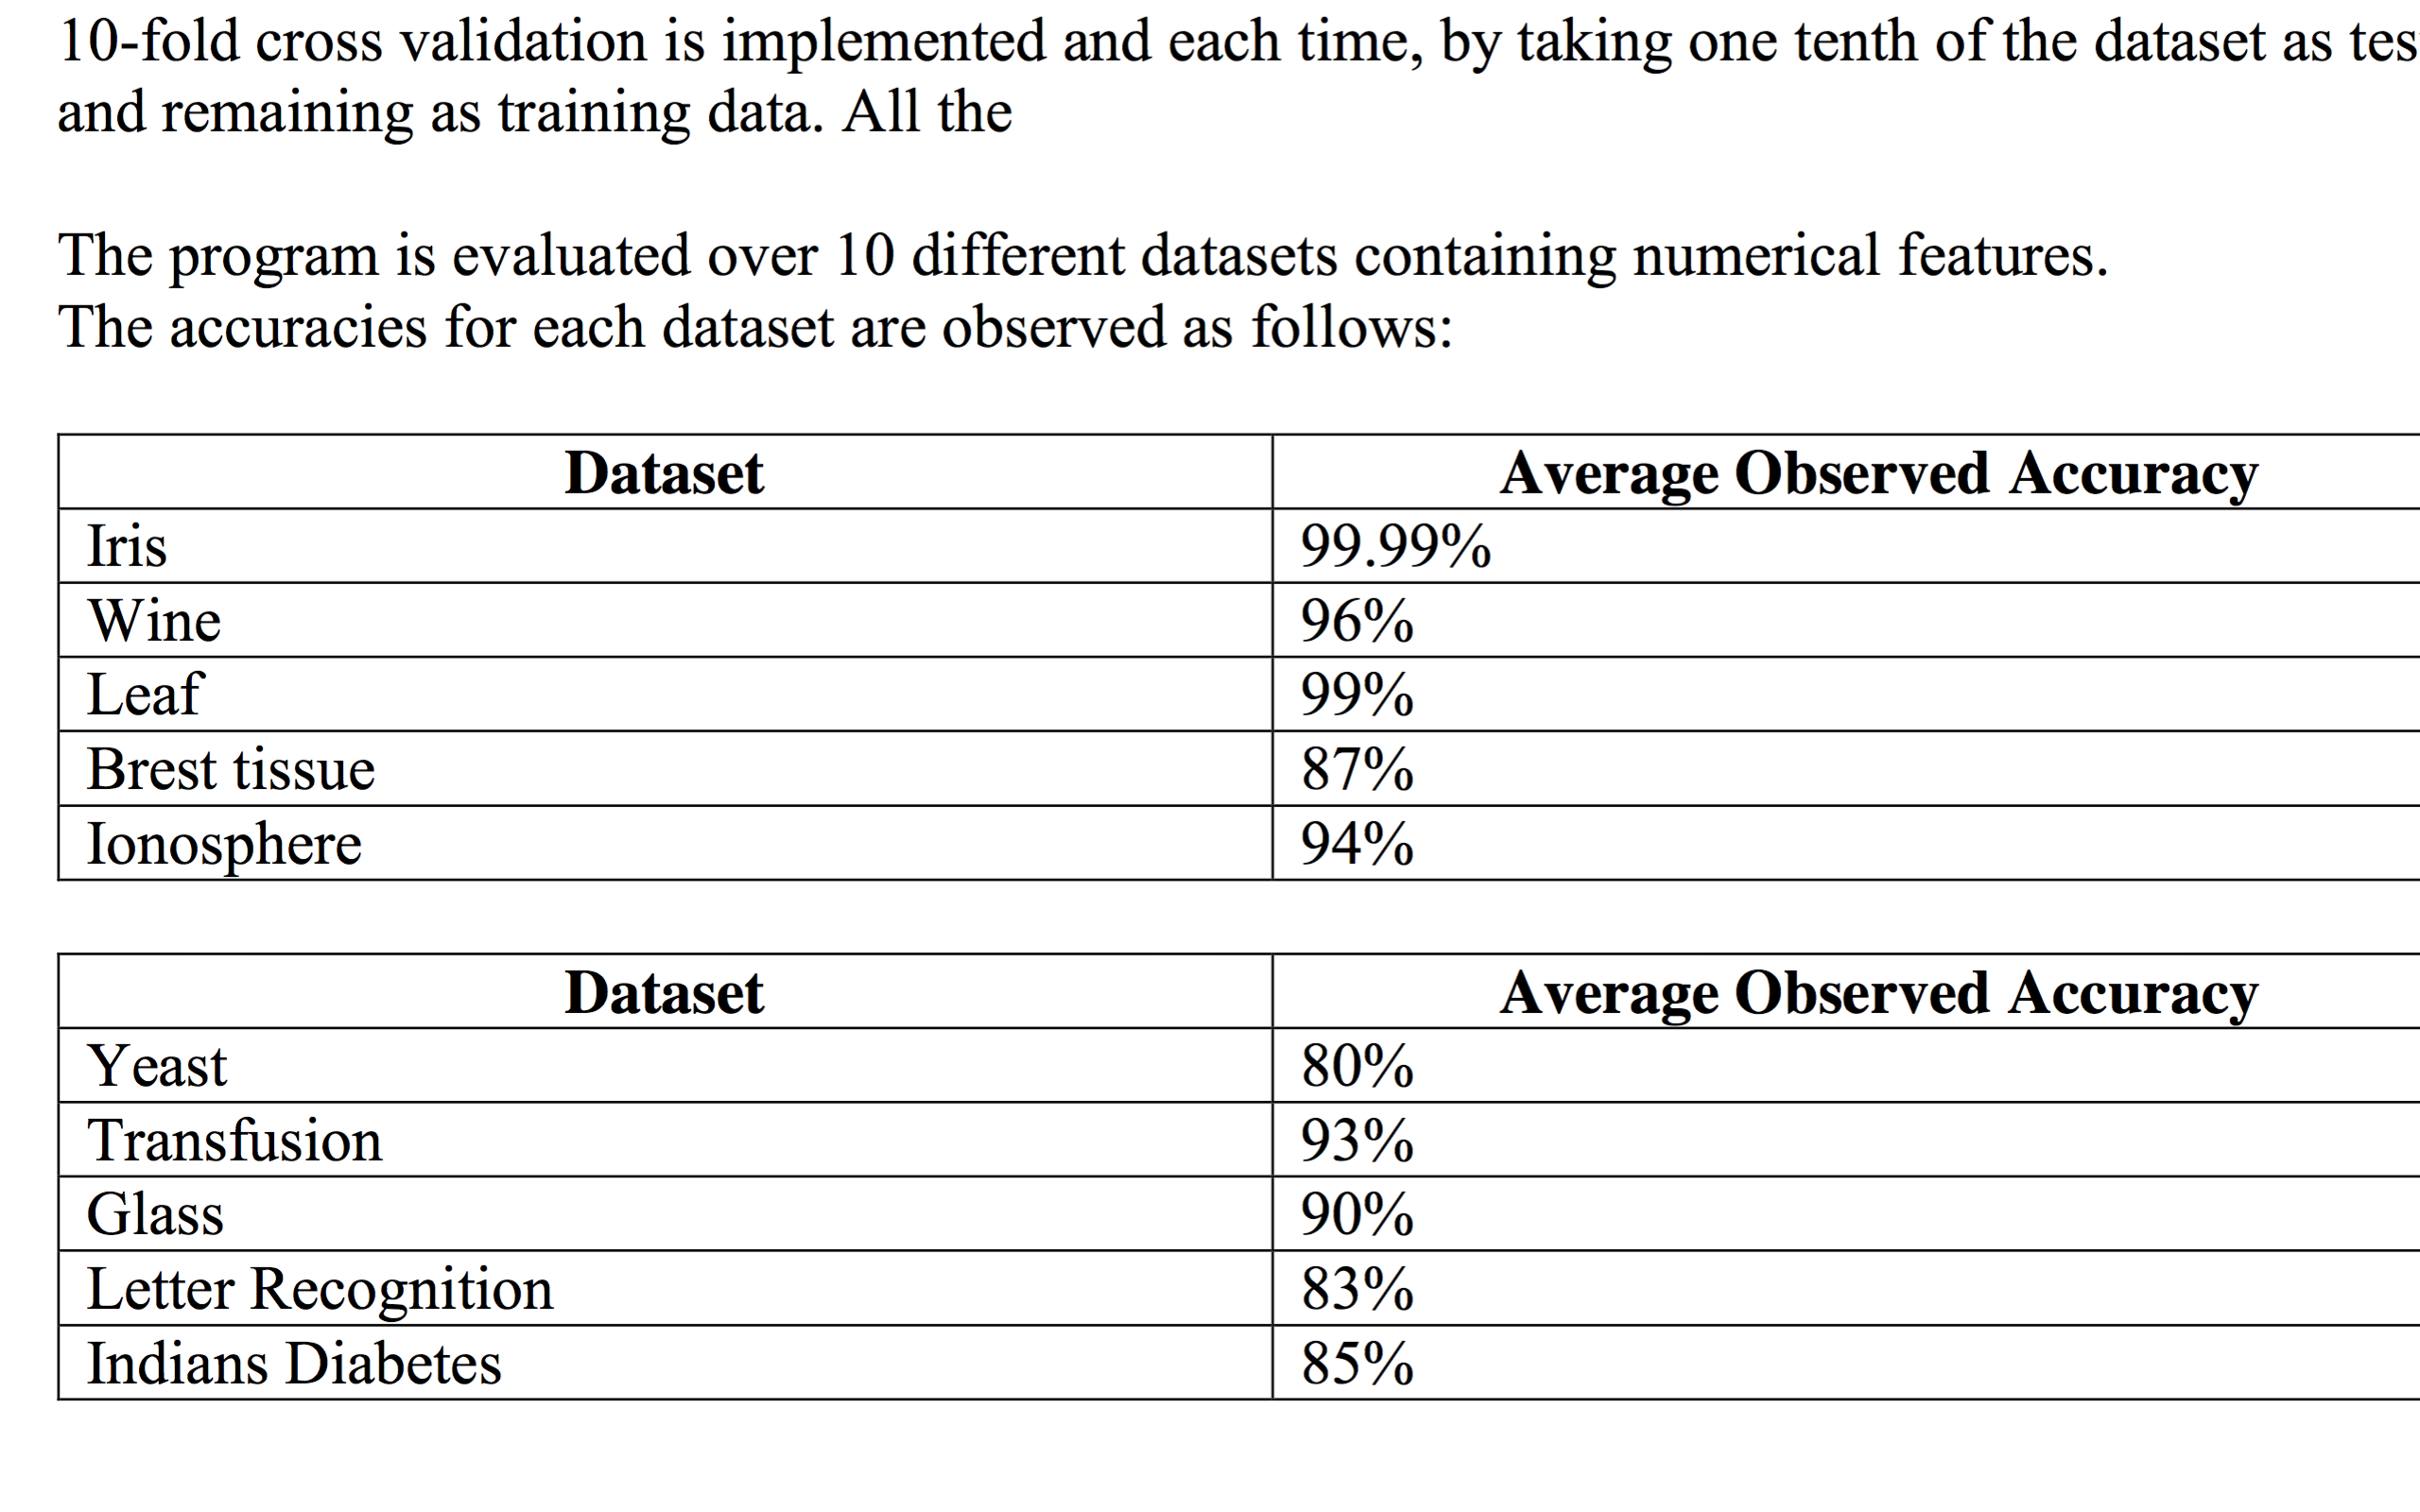 10-fold cross validation is implemented and each time, by taking one tenth of the dataset as tes
and remaining as training data. All the
The program is evaluated over 10 different datasets containing numerical features.
The accuracies for each dataset are observed as follows:
Dataset Average Observed Accuracy
Iris 99.99%
Wine 96%
Leaf 99%
Brest tissue 87%
Ionosphere 94%
Dataset Average Observed Accuracy
Yeast 80%
Transfusion 93%
Glass 90%
Letter Recognition 83%
Indians Diabetes 85%